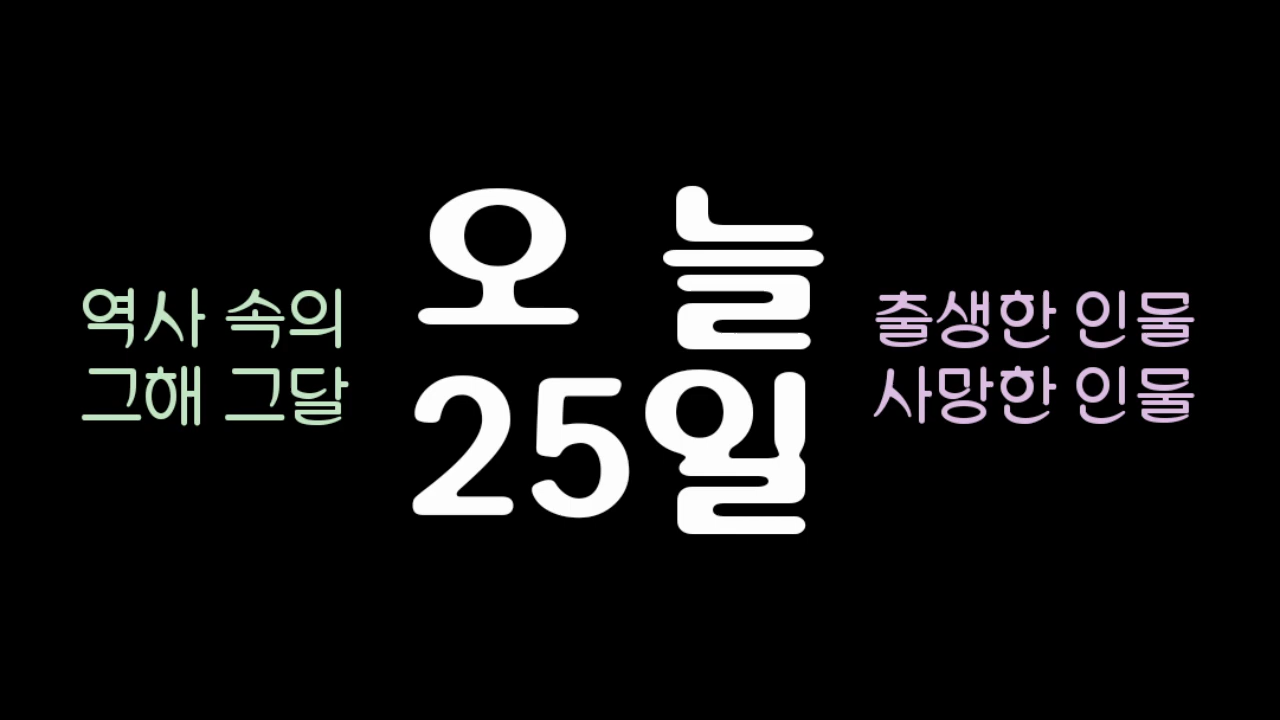 역사 속의
그해 그달
오 늘
25일
출생한 인물
사망한 인물